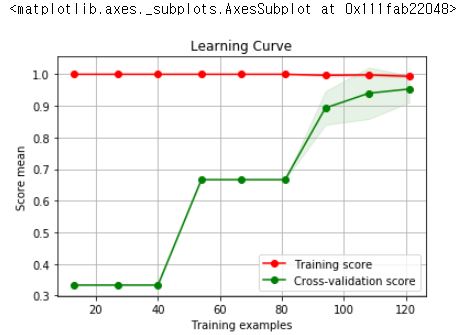 <matplotlib.axes._subplots.AxesSubplot at 0x111fab22048>
Learning Curve
1.0
0.9
0.8
0.7
0.6
0.5
0.4
0.3
Score mean
20
40
60
80
100
120
Training examples
Training score
Cross-validation score